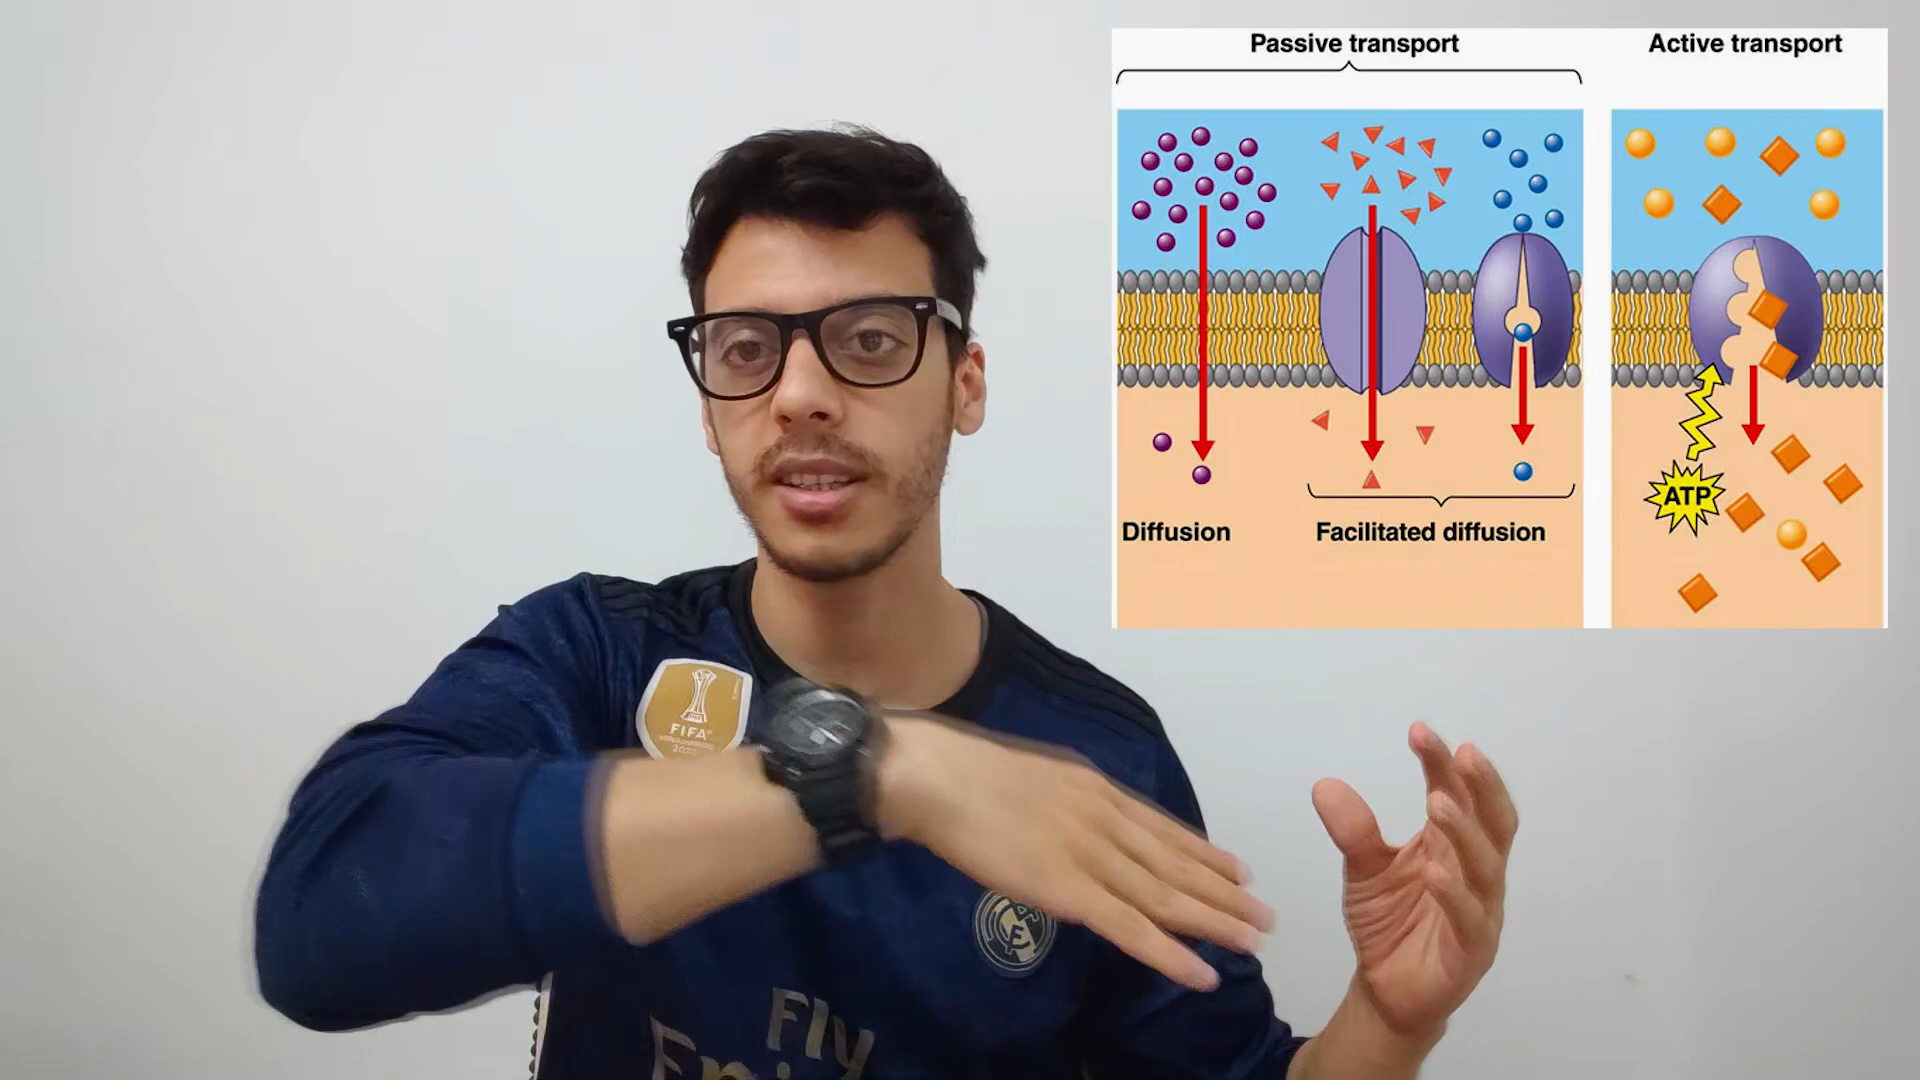 Passive transport
Active transport
ATP
Diffusion
Facilitated diffusion
FIFA
Fly